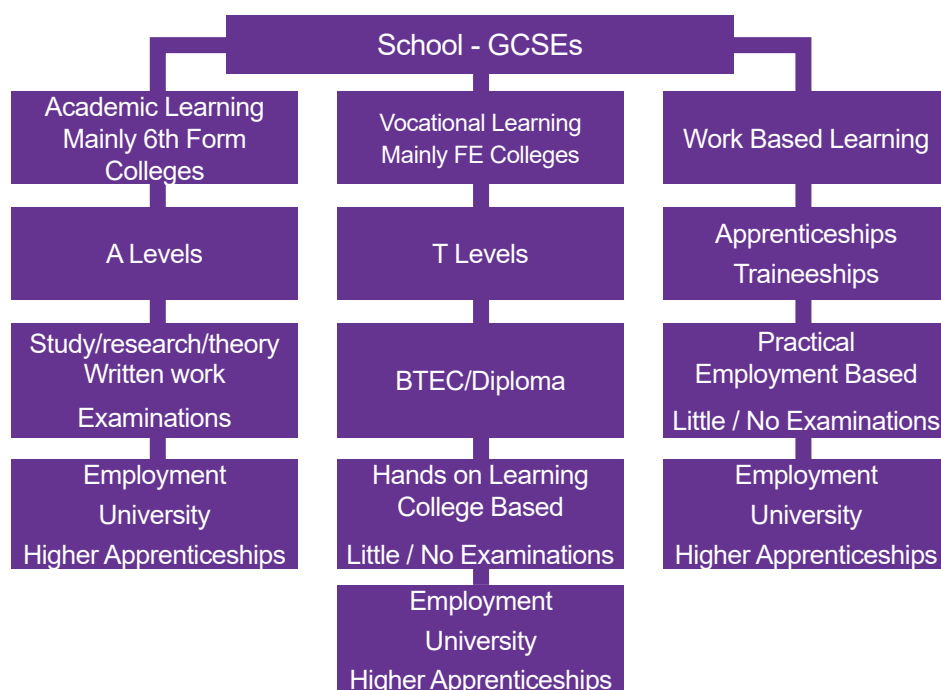 School - GCSEs
Academic Learning
Mainly 6th Form
Colleges
A Levels
Study/research/theory
Written work
Examinations
Employment
University
Higher Apprenticeships
Vocational Learning
Mainly FE Colleges
T Levels
BTEC/Diploma
Hands on Learning
College Based
Little / No Examinations
Employment
University
Higher Apprenticeships
Work Based Learning
Apprenticeships
Traineeships
Practical
Employment Based
Little / No Examinations
Employment
University
Higher Apprenticeships